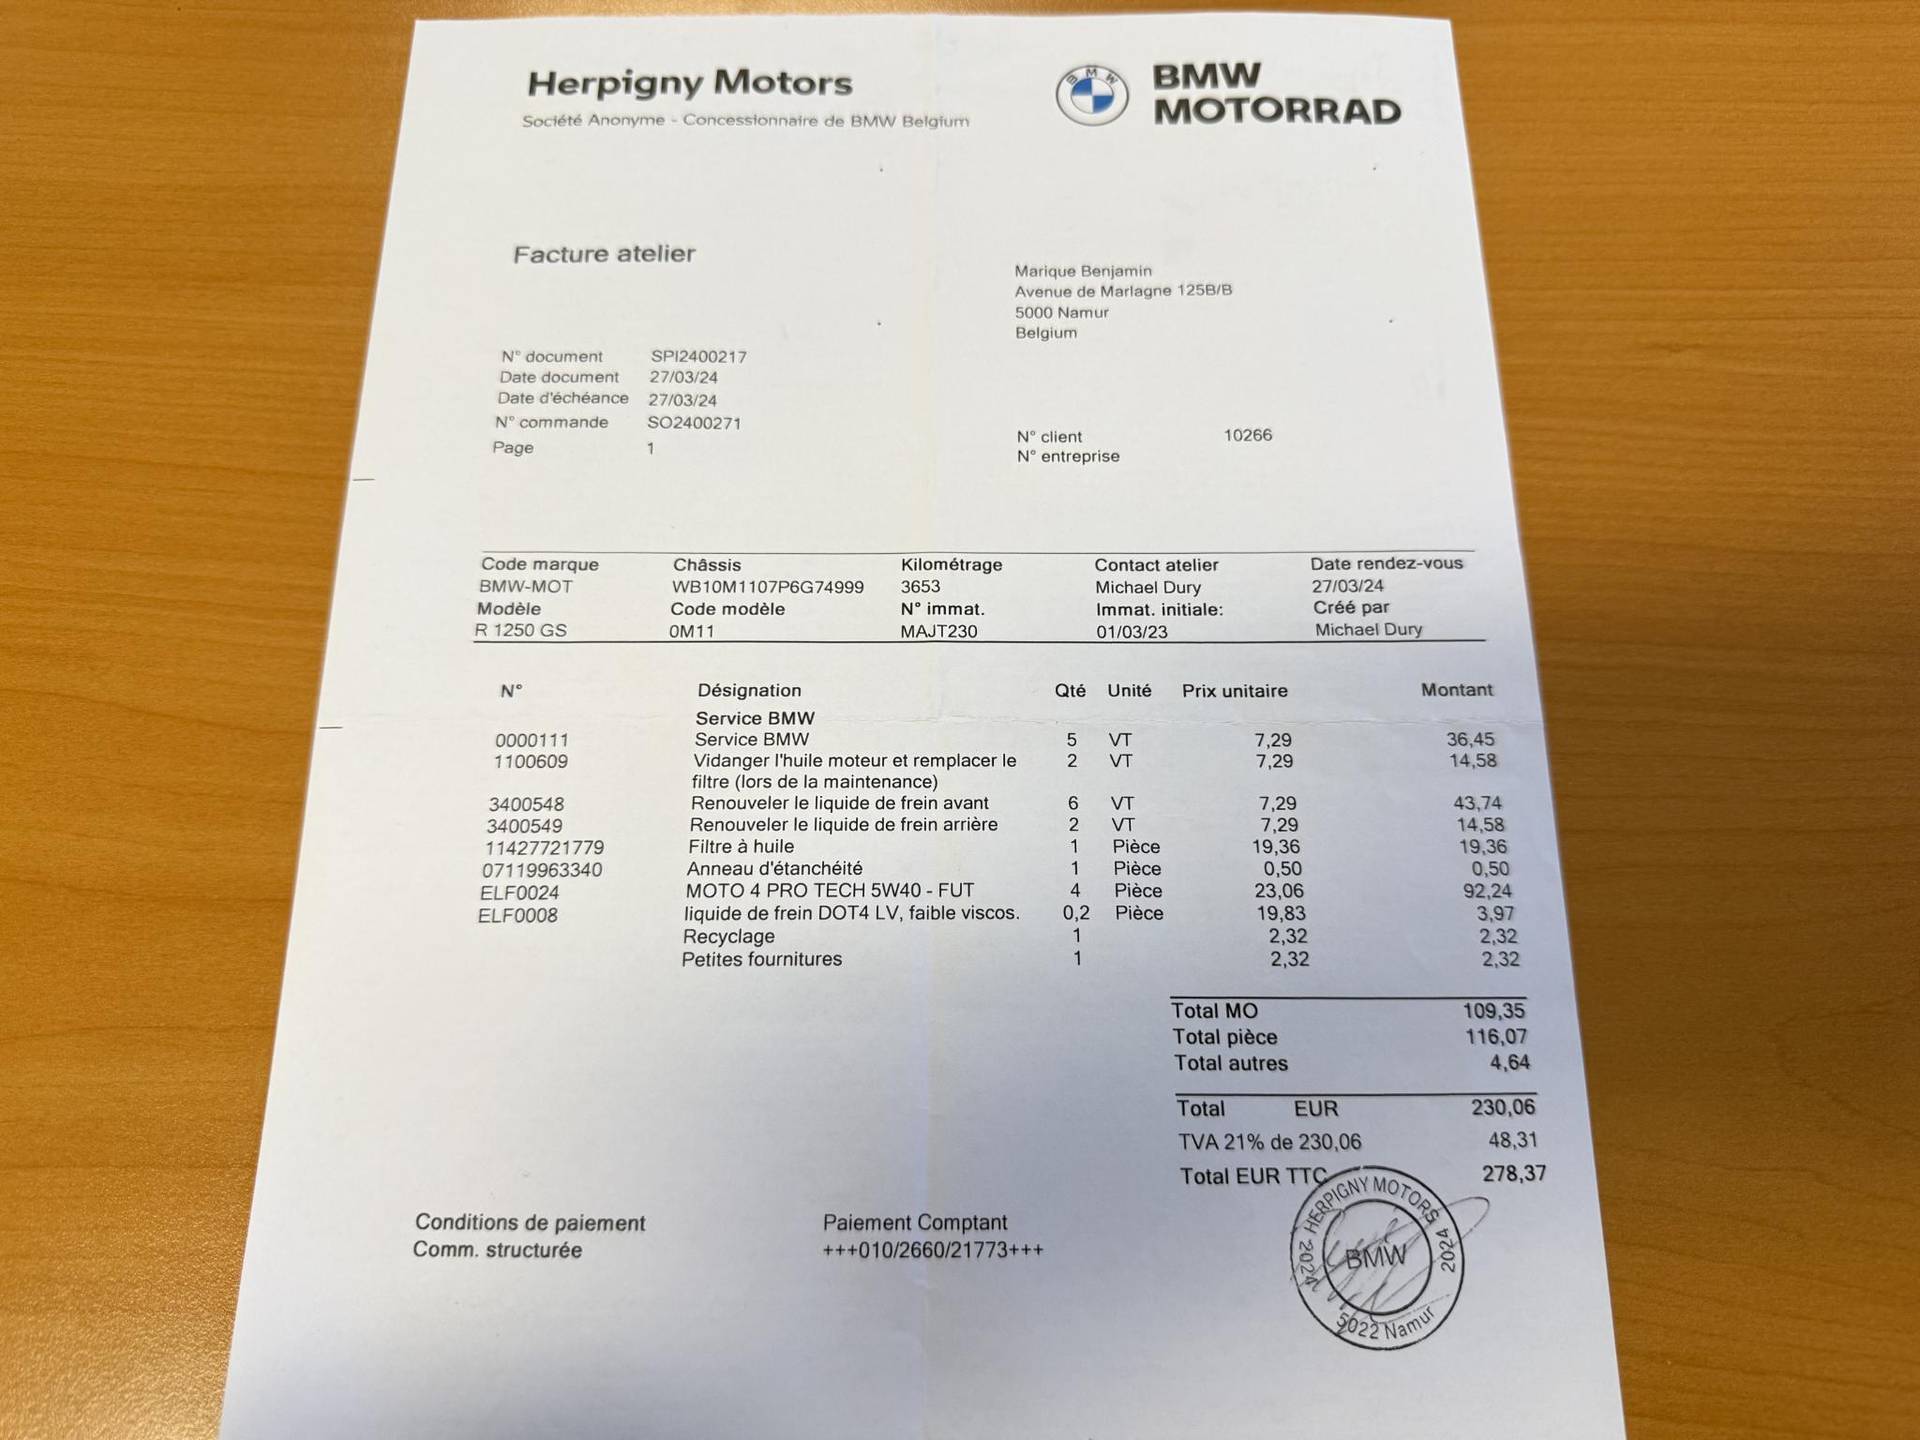 Herpigny Motors
Société Anonyme - Concessionnaire de BMW Belgium
BMW
BMW
MOTORRAD
Facture atelier
Marique Benjamin
Avenue de Marlagne 125B/B
5000 Namur
Belgium
N° document SPI2400217
Date document 27/03/24
Date d'échéance 27/03/24
N° commande SO2400271
Page 1
N° client 10266
N° entreprise
Code marque Châssis Kilométrage Contact atelier Date rendez-vous
BMW-MOT WB10M1107P6G74999 3653 Michael Dury 27/03/24
Modèle Code modèle N° immat. Immat. initiale: Créé par
R 1250 GS 0M11 MAJT230 01/03/23 Michael Dury
N° Désignation Qté Unité Prix unitaire Montant
Service BMW
0000111 Service BMW 5 VT 7,29 36,45
1100609 Vidanger l'huile moteur et remplacer le 2 VT 7,29 14,58
filtre (lors de la maintenance)
3400548 Renouveler le liquide de frein avant 6 VT 7,29 43,74
3400549 Renouveler le liquide de frein arrière 2 VT 7,29 14,58
11427721779 Filtre à huile 1 Pièce 19,36 19,36
07119963340 Anneau d'étanchéité 1 Pièce 0,50 0,50
ELF0024 MOTO 4 PRO TECH 5W40 - FUT 4 Pièce 23,06 92,24
ELF0008 liquide de frein DOT4 LV, faible viscos. 0,2 Pièce 19,83 3,97
Recyclage 1 2,32 2,32
Petites fournitures 1 2,32 2,32
Total MO 109,35
Total pièce 116,07
Total autres 4,64
Total EUR 230,06
TVA 21% de 230,06 48,31
Total EUR TTC 278,37
Conditions de paiement Paiement Comptant
Comm. structurée +++010/2660/21773+++
2024 HERPIGNY MOTORS 2024
BMW
5022 Namur